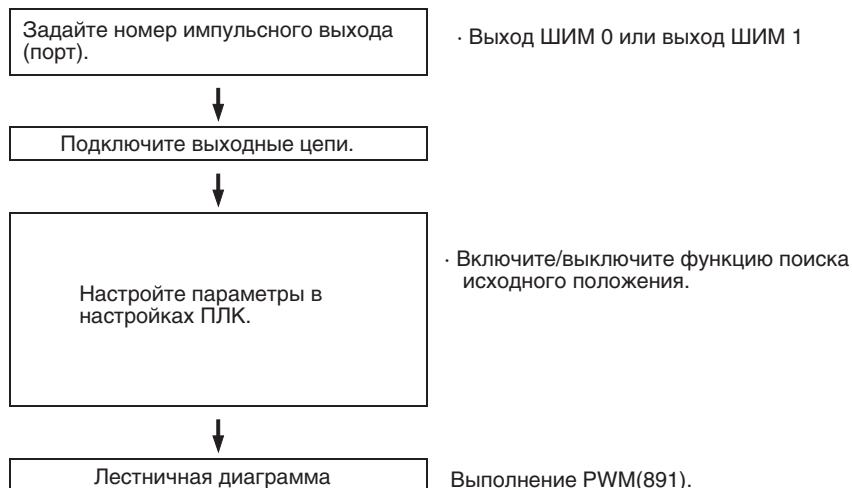 Задайте номер импульсного выхода
(порт).
· Выход ШИМ 0 или выход ШИМ 1
Подключите выходные цепи.
Настройте параметры в
настройках ПЛК.
· Включите/выключите функцию поиска
исходного положения.
Лестничная диаграмма
Выполнение PWM(891).